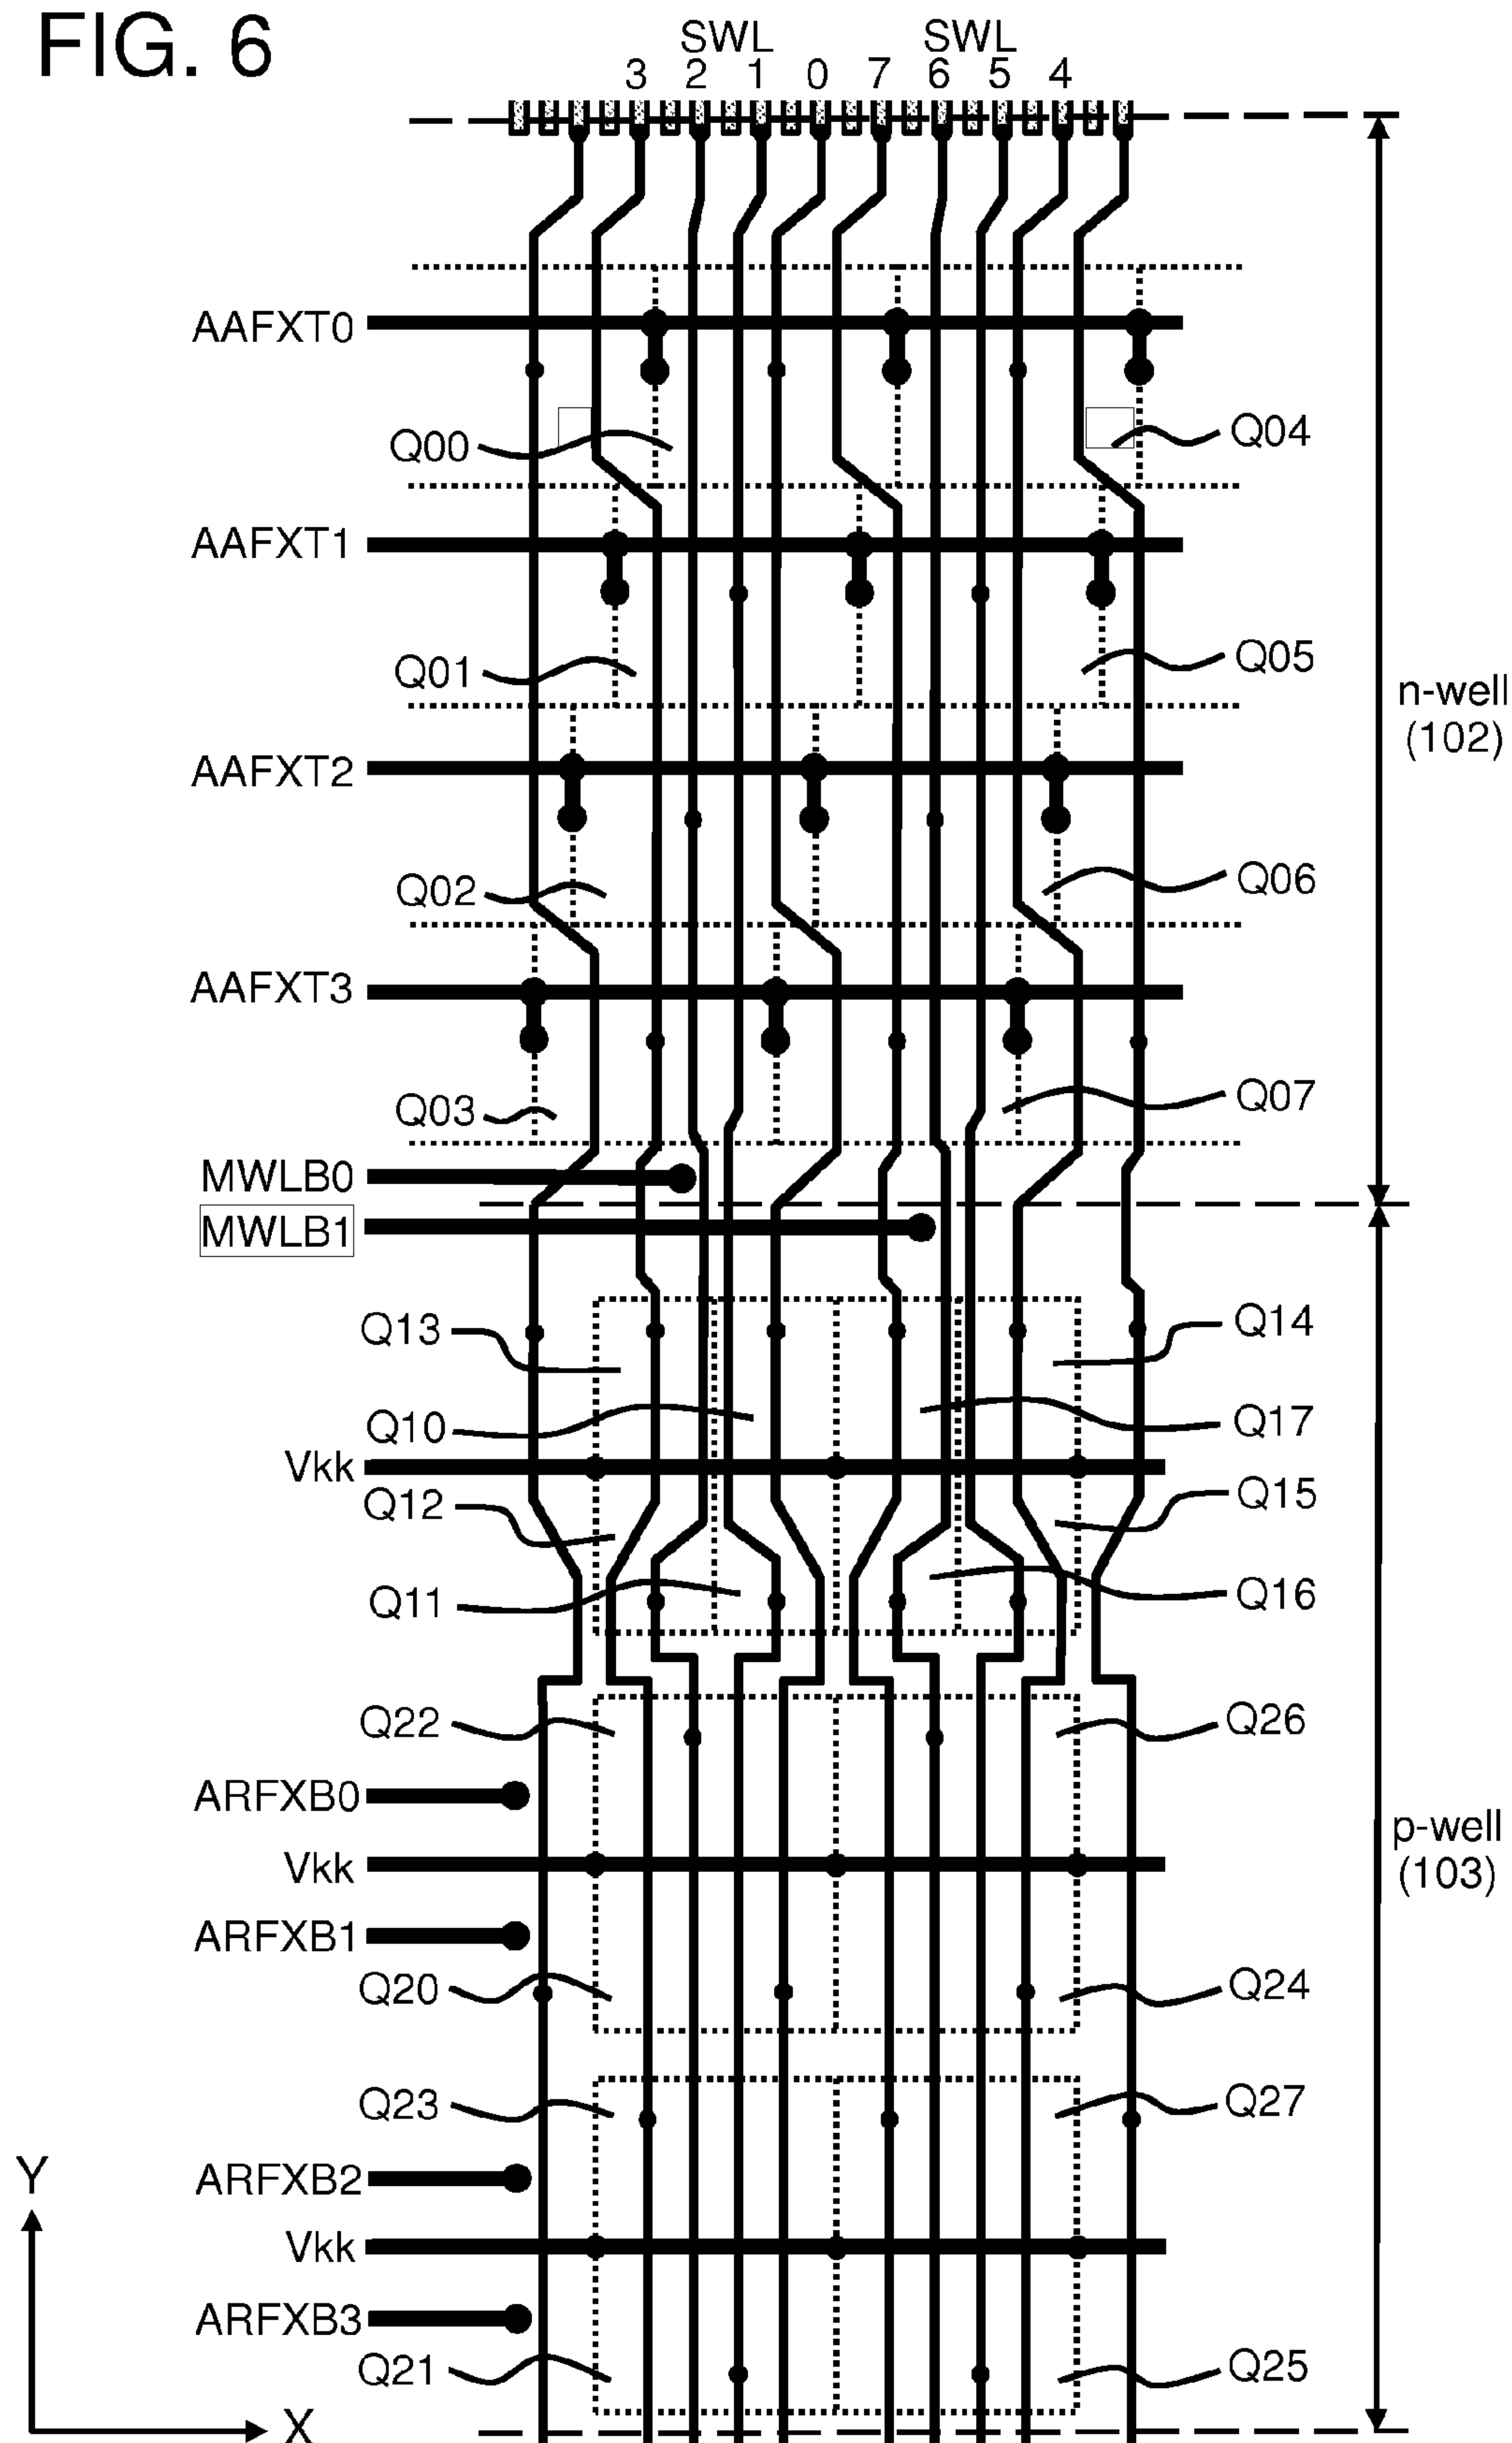 FIG. 6
SWL SWL
3 2 1 0 7 6 5 4
AAFXT0
Q00 Q04
AAFXT1
Q01 Q05
n-well
(102)
AAFXT2
Q02 Q06
AAFXT3
Q03 Q07
MWLB0
MWLB1
Q13 Q14
Q10 Q17
Vkk
Q12 Q15
Q11 Q16
Q22 Q26
ARFXB0
p-well
(103)
Vkk
ARFXB1
Q20 Q24
Q23 Q27
Y
ARFXB2
Vkk
ARFXB3
Q21 Q25
X